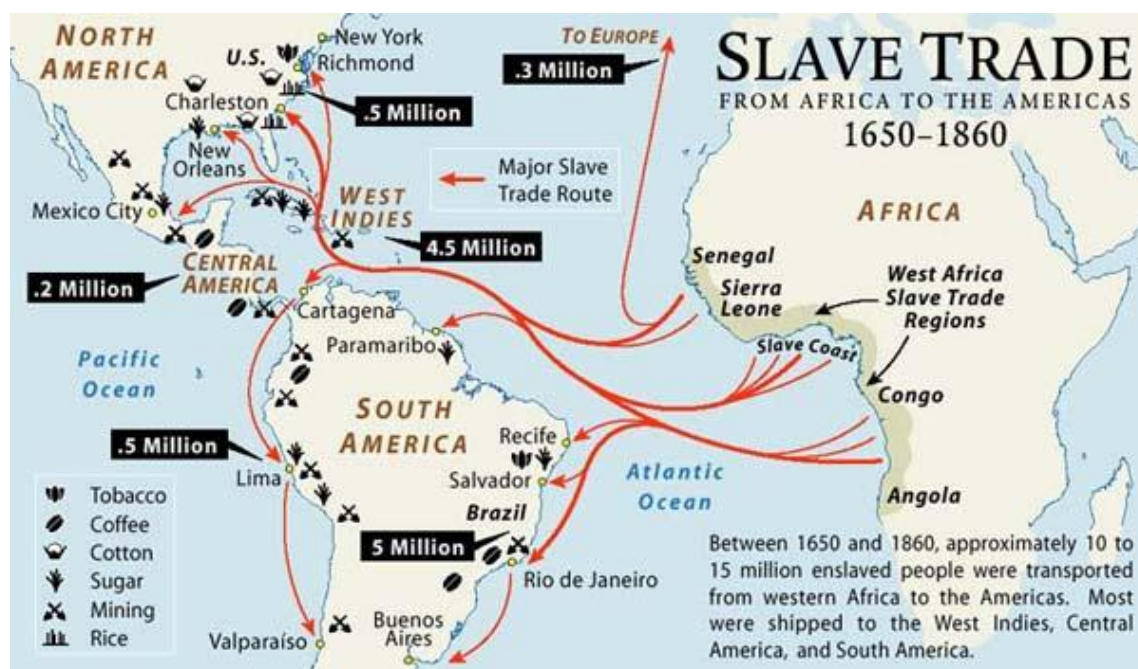 SLAVE TRADE
FROM AFRICA TO THE AMERICAS
1650–1860
NORTH
AMERICA
U.S.
New York
Richmond
Charleston
.5 Million
New
Orleans
Mexico City
WEST
INDIES
4.5 Million
.2 Million
CENTRAL
AMERICA
TO EUROPE
.3 Million
Major Slave
Trade Route
AFRICA
Senegal
Sierra
Leone
West Africa
Slave Trade
Regions
Slave Coast
Congo
Angola
Cartagena
Paramaribo
Pacific
Ocean
SOUTH
AMERICA
.5 Million
Lima
Recife
Salvador
Brazil
5 Million
Rio de Janeiro
Atlantic
Ocean
Buenos
Aires
Valparaíso
Tobacco
Coffee
Cotton
Sugar
Mining
Rice
Between 1650 and 1860, approximately 10 to
15 million enslaved people were transported
from western Africa to the Americas. Most
were shipped to the West Indies, Central
America, and South America.